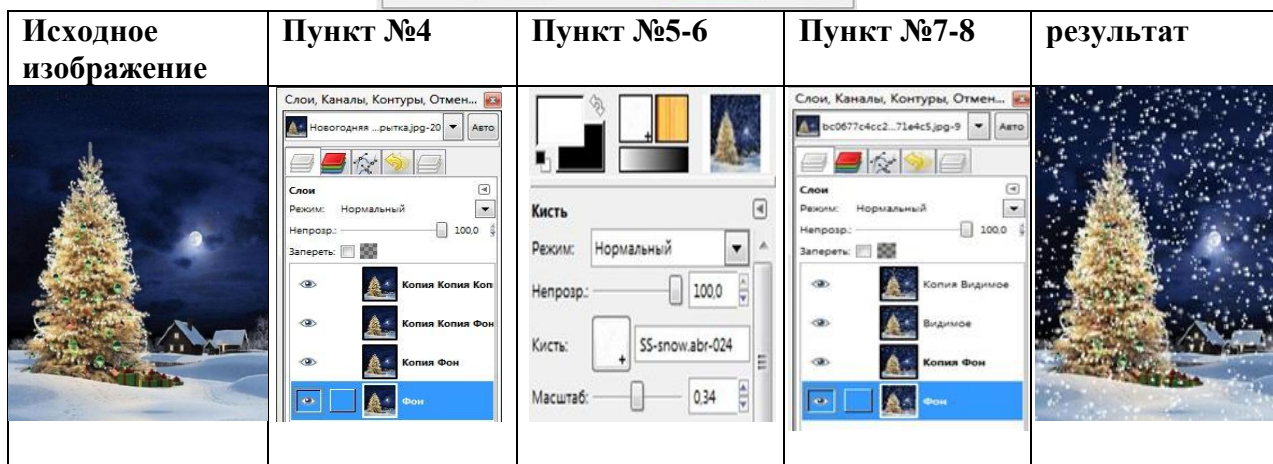 Исходное
изображение
Пункт №4
Пункт №5-6
Пункт №7-8
результат
Слои, Каналы, Контуры, Отмен...
Новогодняя ...рытка.jpg-20
Авто
Слои
Режим: Нормальный
Непрозр.: 100,0
Запереть:
Копия Копия Коп
Копия Копия Фон
Копия Фон
Фон
Кисть
Режим: Нормальный
Непрозр.: 100,0
Кисть: SS-snow.abr-024
Масштаб: 0,34
Слои, Каналы, Контуры, Отмен...
bc0677c4cc2...71e4c5.jpg-9
Авто
Слои
Режим: Нормальный
Непрозр.: 100,0
Запереть:
Копия Видимое
Видимое
Копия Фон
Фон